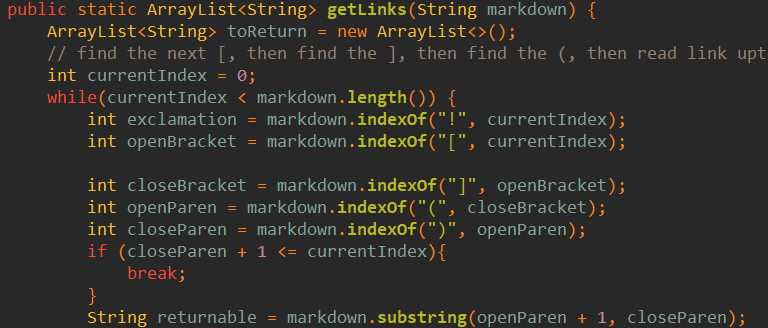 public static ArrayList<String> getLinks(String markdown) {
    ArrayList<String> toReturn = new ArrayList<>();
    // find the next [, then find the ], then find the (, then read link upt
    int currentIndex = 0;
    while(currentIndex < markdown.length()) {
        int exclamation = markdown.indexOf("!", currentIndex);
        int openBracket = markdown.indexOf("[", currentIndex);

        int closeBracket = markdown.indexOf("]", openBracket);
        int openParen = markdown.indexOf("(", closeBracket);
        int closeParen = markdown.indexOf(")", openParen);
        if (closeParen + 1 <= currentIndex){
            break;
        }
        String returnable = markdown.substring(openParen + 1, closeParen);